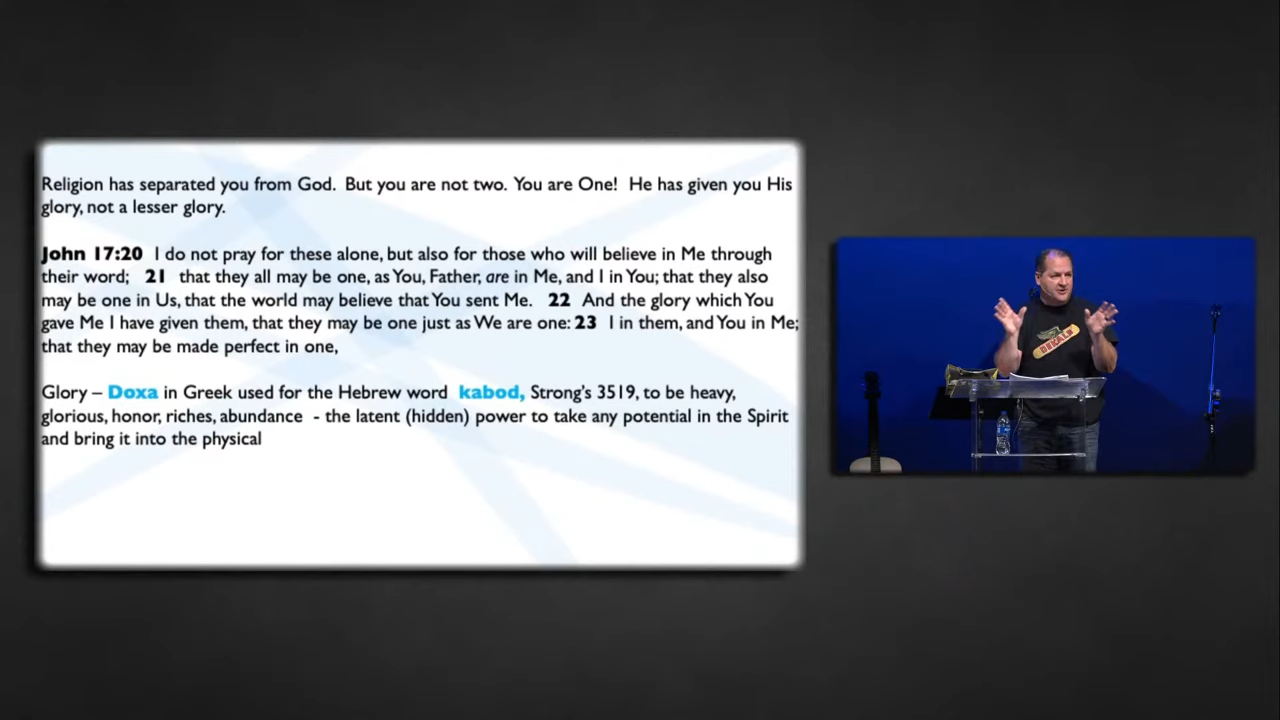 Religion has separated you from God. But you are not two. You are One! He has given you His
glory, not a lesser glory.
John 17:20 I do not pray for these alone, but also for those who will believe in Me through
their word; 21 that they all may be one, as You, Father, are in Me, and I in You; that they also
may be one in Us, that the world may believe that You sent Me. 22 And the glory which You
gave Me I have given them, that they may be one just as We are one: 23 I in them, and You in Me;
that they may be made perfect in one,
Glory – Doxa in Greek used for the Hebrew word kabod, Strong's 3519, to be heavy,
glorious, honor, riches, abundance - the latent (hidden) power to take any potential in the Spirit
and bring it into the physical
DEKALB